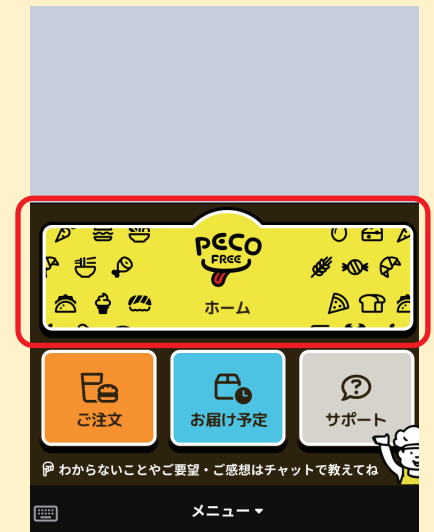 PECO
FREE
ホーム
ご注文
お届け予定
サポート
わからないことやご要望・ご感想はチャットで教えてね
メニュー